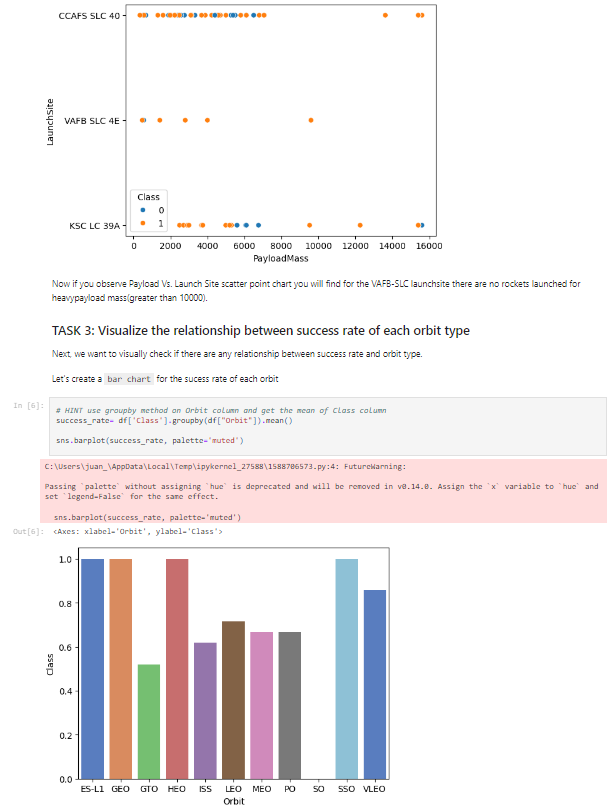 CCAFS SLC 40
VAFB SLC 4E
KSC LC 39A
LaunchSite
Class
0
1
0 2000 4000 6000 8000 10000 12000 14000 16000
PayloadMass
Now if you observe Payload Vs. Launch Site scatter point chart you will find for the VAFB-SLC launchsite there are no rockets launched for
heavypayload mass(greater than 10000).
TASK 3: Visualize the relationship between success rate of each orbit type
Next, we want to visually check if there are any relationship between success rate and orbit type.
Let's create a bar chart for the sucess rate of each orbit
In [6]:
# HINT use groupby method on Orbit column and get the mean of Class column
success_rate= df['Class'].groupby(df["Orbit"]).mean()
sns.barplot(success_rate, palette='muted')
C:\Users\juan_\AppData\Local\Temp\ipykernel_27588\1588706573.py:4: FutureWarning:
Passing `palette` without assigning `hue` is deprecated and will be removed in v0.14.0. Assign the `x` variable to `hue` and
set `legend=False` for the same effect.
sns.barplot(success_rate, palette='muted')
Out[6]: <Axes: xlabel='Orbit', ylabel='Class'>
1.0
0.8
0.6
0.4
0.2
0.0
Class
ES-L1 GEO GTO HEO ISS LEO MEO PO SO SSO VLEO
Orbit